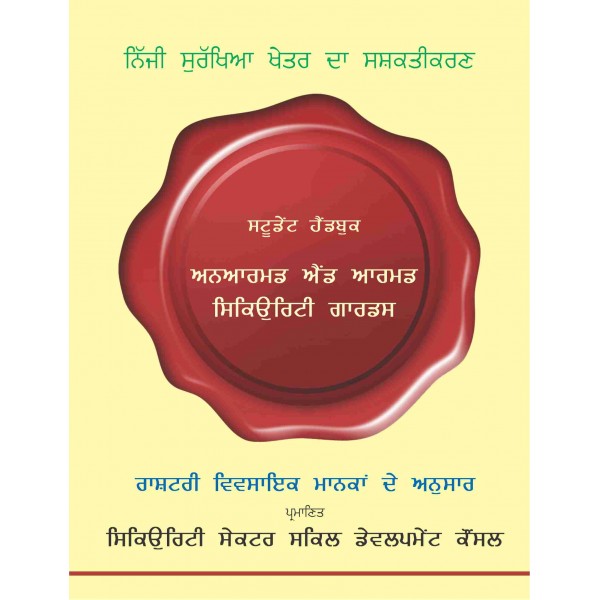 ਨਿੱਜੀ ਸੁਰੱਖਿਆ ਖੇਤਰ ਦਾ ਸਸ਼ਕਤੀਕਰਣ
ਸਟੂਡੇਂਟ ਹੈਂਡਬੁਕ
ਅਨਆਰਮਡ ਐਂਡ ਆਰਮਡ
ਸਿਕਿਉਰਿਟੀ ਗਾਰਡਸ
ਰਾਸ਼ਟਰੀ ਵਿਵਸਾਇਕ ਮਾਨਕਾਂ ਦੇ ਅਨੁਸਾਰ
ਪ੍ਰਮਾਣਿਤ
ਸਿਕਿਉਰਿਟੀ ਸੇਕਟਰ ਸਕਿਲ ਡੇਵਲਪਮੇਂਟ ਕੌਂਸਲ